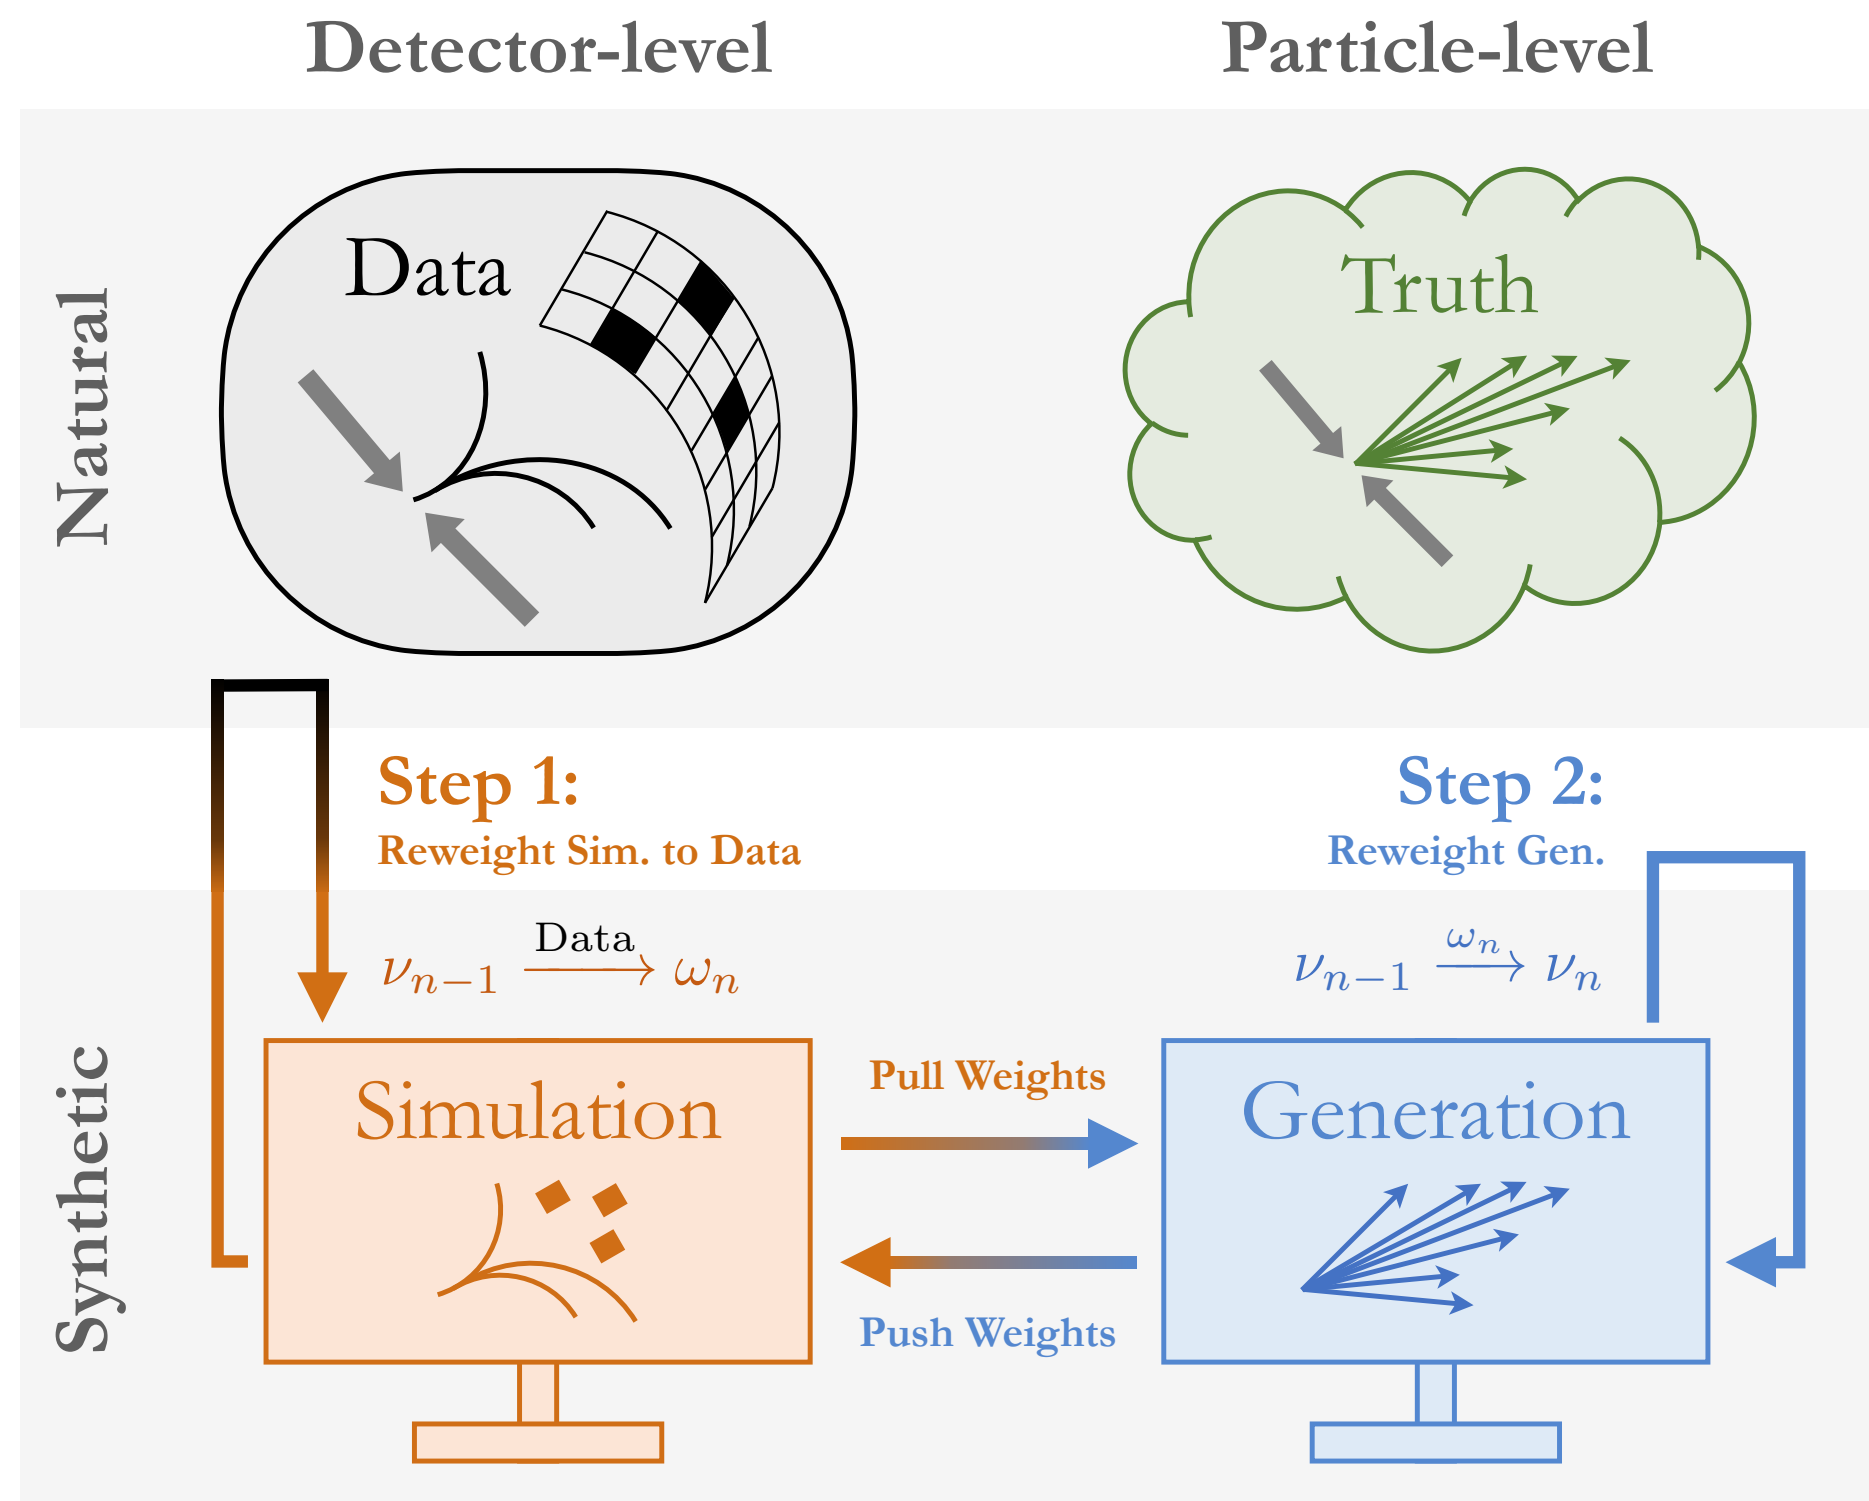 Detector-level
Particle-level
Natural
Data
Truth
Step 1:
Reweight Sim. to Data
Step 2:
Reweight Gen.
Synthetic
νₙ₋₁ —Data→ ωₙ
νₙ₋₁ —ωₙ→ νₙ
Simulation
Pull Weights
Push Weights
Generation